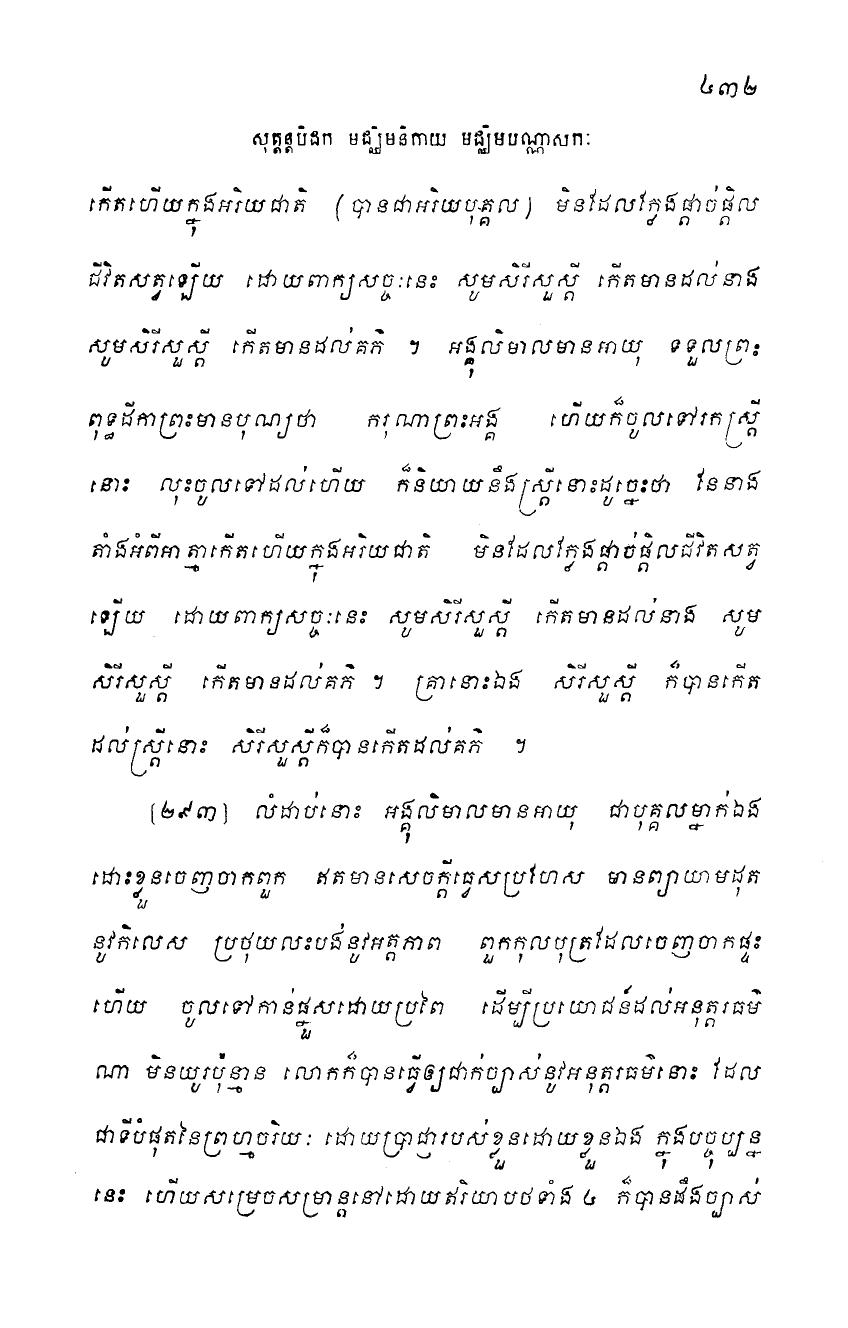 ៤៣២
សុត្តន្តបិដក មជ្ឈិមនិកាយ មជ្ឈិមបណ្ណាសកៈ
កើតហើយក្នុងអរិយជាតិ (បានជាអរិយបុគ្គល) មិនដែលក្លែងផ្តាច់ផ្តិល
ជីវិតសត្វឡើយ ដោយពាក្យសច្ចៈនេះ សូមសិរីសួស្តី កើតមានដល់នាង
សូមសិរីសួស្តី កើតមានដល់គភ៌ ។ អង្គុលិមាលមានអាយុ ទទួលព្រះ
ពុទ្ធដីកាព្រះមានបុណ្យថា ករុណាព្រះអង្គ ហើយក៏ចូលទៅរកស្ត្រី
នោះ លុះចូលទៅដល់ហើយ ក៏និយាយនឹងស្ត្រីនោះដូច្នេះថា នែនាង
តាំងអំពីអាត្មាកើតហើយក្នុងអរិយជាតិ មិនដែលក្លែងផ្តាច់ផ្តិលជីវិតសត្វ
ឡើយ ដោយពាក្យសច្ចៈនេះ សូមសិរីសួស្តី កើតមានដល់នាង សូម
សិរីសួស្តី កើតមានដល់គភ៌ ។ គ្រានោះឯង សិរីសួស្តី ក៏បានកើត
ដល់ស្ត្រីនោះ សិរីសួស្តីក៏បានកើតដល់គភ៌ ។
[២៩៣] លំដាប់នោះ អង្គុលិមាលមានអាយុ ជាបុគ្គលម្នាក់ឯង
ដោះខ្លួនចេញចាកពួក ឥតមានសេចក្តីធ្វេសប្រហែស មានព្យាយាមដុត
នូវកិលេស ប្រថុយលះបង់នូវអត្តភាព ពួកកុលបុត្រដែលចេញចាកផ្ទះ
ហើយ ចូលទៅកាន់ផ្នួសដោយប្រពៃ ដើម្បីប្រយោជន៍ដល់អនុត្តរធម៌
ណា មិនយូរប៉ុន្មាន លោកក៏បានធ្វើឲ្យជាក់ច្បាស់នូវអនុត្តរធម៌នោះ ដែល
ជាទីបំផុតនៃព្រហ្មចរិយៈ ដោយប្រាជ្ញារបស់ខ្លួនដោយខ្លួនឯង ក្នុងបច្ចុប្បន្ន
នេះ ហើយសម្រេចសម្រាន្តនៅដោយឥរិយាបថទាំង ៤ ក៏បានដឹងច្បាស់